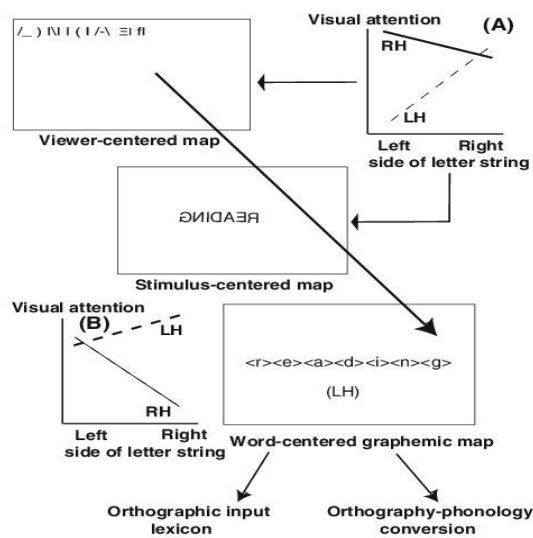 Visual attention
(A)
RH
LH
Left Right
side of letter string
Viewer-centered map
READING
Stimulus-centered map
Visual attention
(B)
LH
RH
Left Right
side of letter string
<r><e><a><d><i><n><g>
(LH)
Word-centered graphemic map
Orthographic input
lexicon
Orthography-phonology
conversion